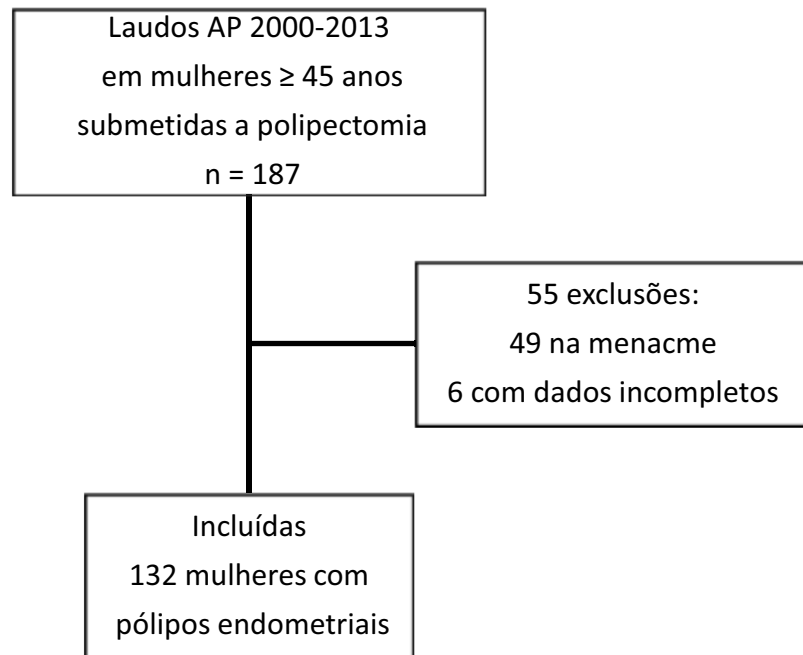 Laudos AP 2000-2013
em mulheres ≥ 45 anos
submetidas a polipectomia
n = 187
55 exclusões:
49 na menacme
6 com dados incompletos
Incluídas
132 mulheres com
pólipos endometriais